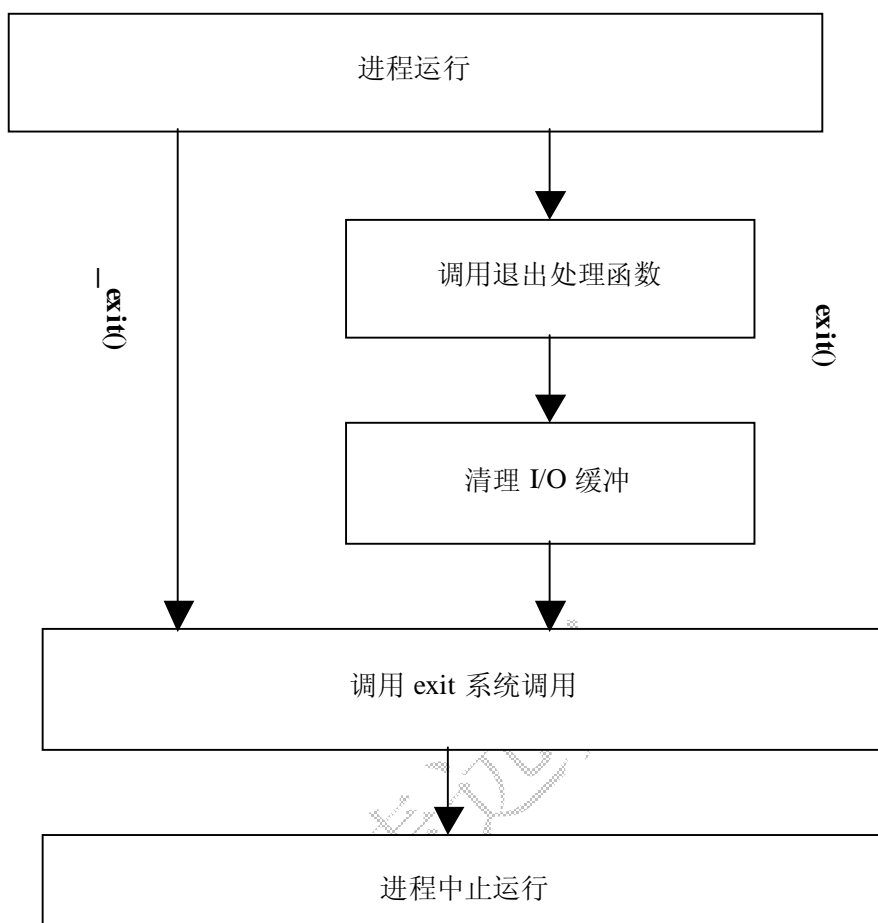 进程运行
调用退出处理函数
_exit()
exit()
清理 I/O 缓冲
调用 exit 系统调用
进程中止运行